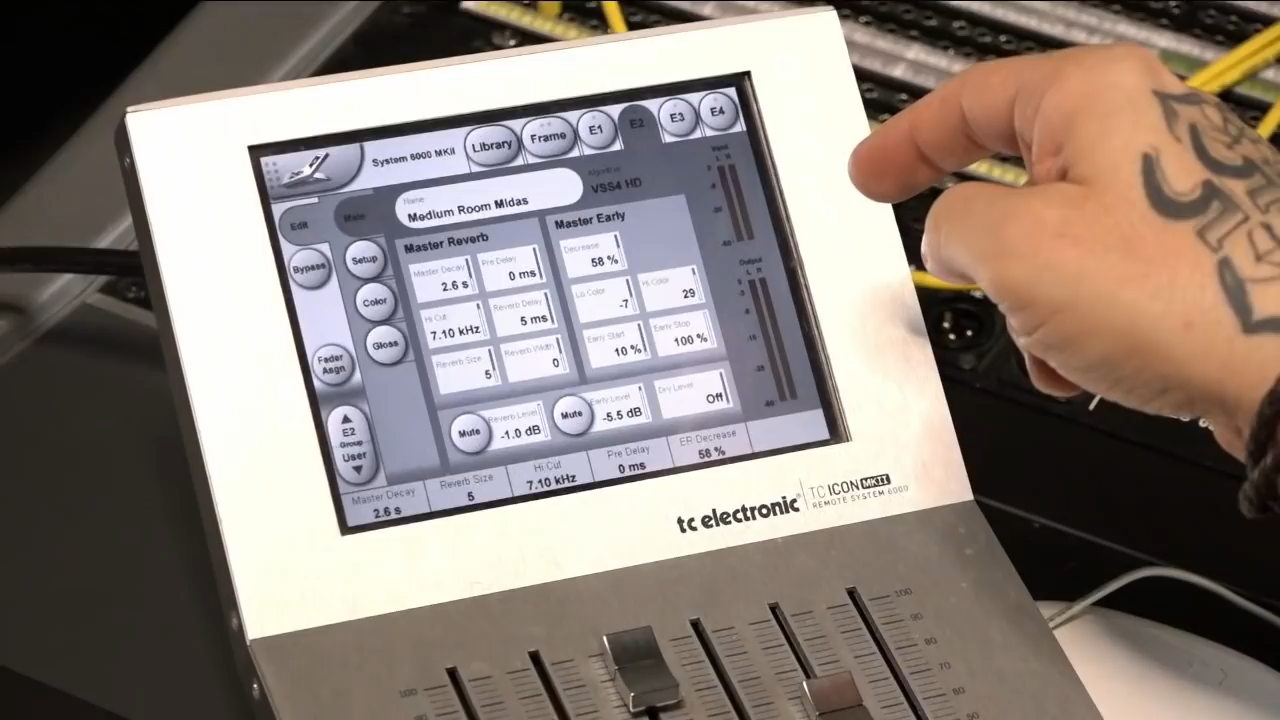 System 6000 MKII
Library
Frame
E1
E2
E3
E4
Edit
Main
Name
Medium Room Midas
Algorithm
VSS4 HD
Input
L R
Bypass
Setup
Color
Gloss
Fader
Asgn
E2
Group
User
Master Reverb
Master Decay
2.6 s
Pre Delay
0 ms
Hi Cut
7.10 kHz
Reverb Delay
5 ms
Reverb Size
5
Reverb Width
0
Master Early
Decrease
58 %
Lo Color
-7
Hi Color
29
Early Start
10 %
Early Stop
100 %
Output
L R
Mute
Reverb Level
-1.0 dB
Mute
Early Level
-5.5 dB
Dry Level
Off
Master Decay
2.6 s
Reverb Size
5
Hi Cut
7.10 kHz
Pre Delay
0 ms
ER Decrease
58 %
tc electronic
TC ICON MKII
REMOTE SYSTEM 6000
100
90
80
70
60
50
100